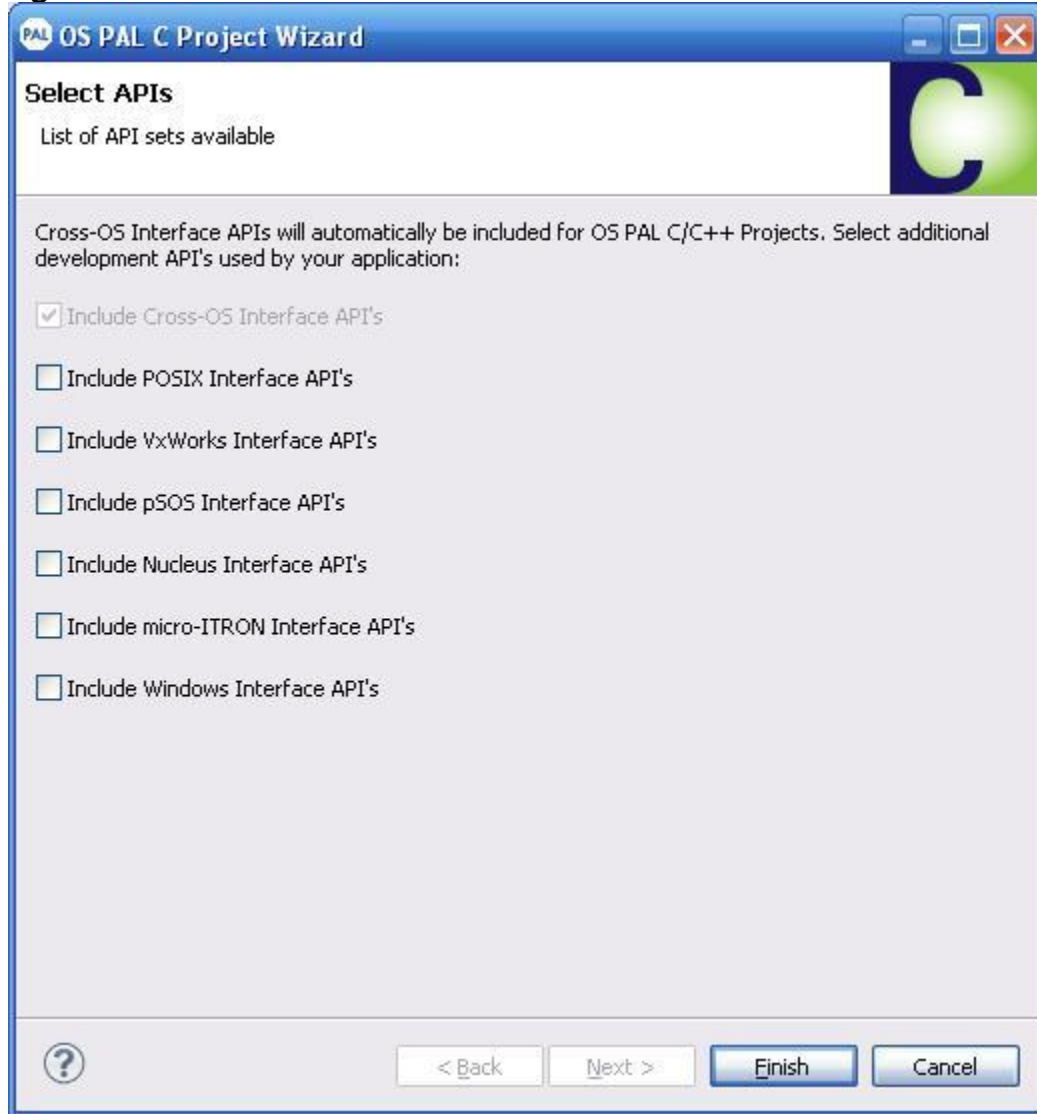 PAL OS PAL C Project Wizard
Select APIs
List of API sets available
C
Cross-OS Interface APIs will automatically be included for OS PAL C/C++ Projects. Select additional
development API's used by your application:
Include Cross-OS Interface API's
Include POSIX Interface API's
Include VxWorks Interface API's
Include pSOS Interface API's
Include Nucleus Interface API's
Include micro-ITRON Interface API's
Include Windows Interface API's
? < Back Next > Finish Cancel